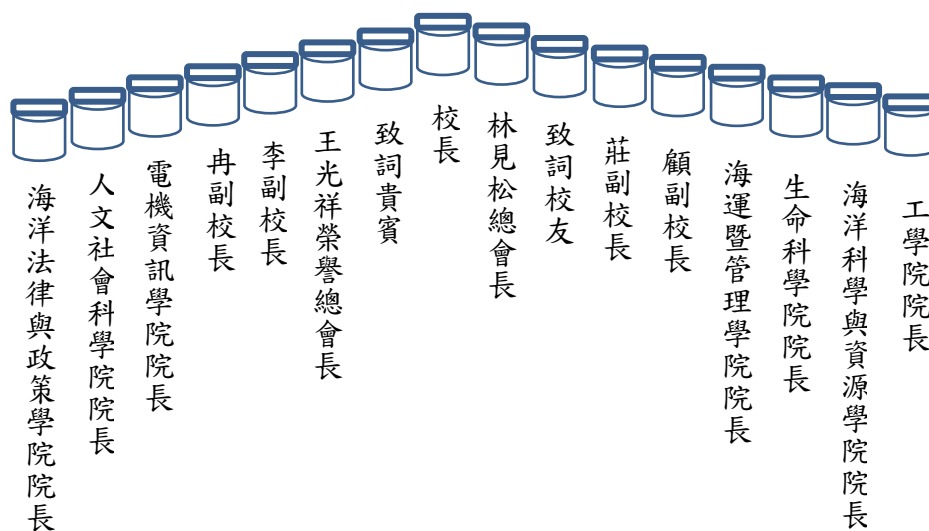 海洋法律與政策學院院長
人文社會科學院院長
電機資訊學院院長
冉副校長
李副校長
王光祥榮譽總會長
致詞貴賓
校長
林見松總會長
致詞校友
莊副校長
顧副校長
海運暨管理學院院長
生命科學院院長
海洋科學與資源學院院長
工學院院長